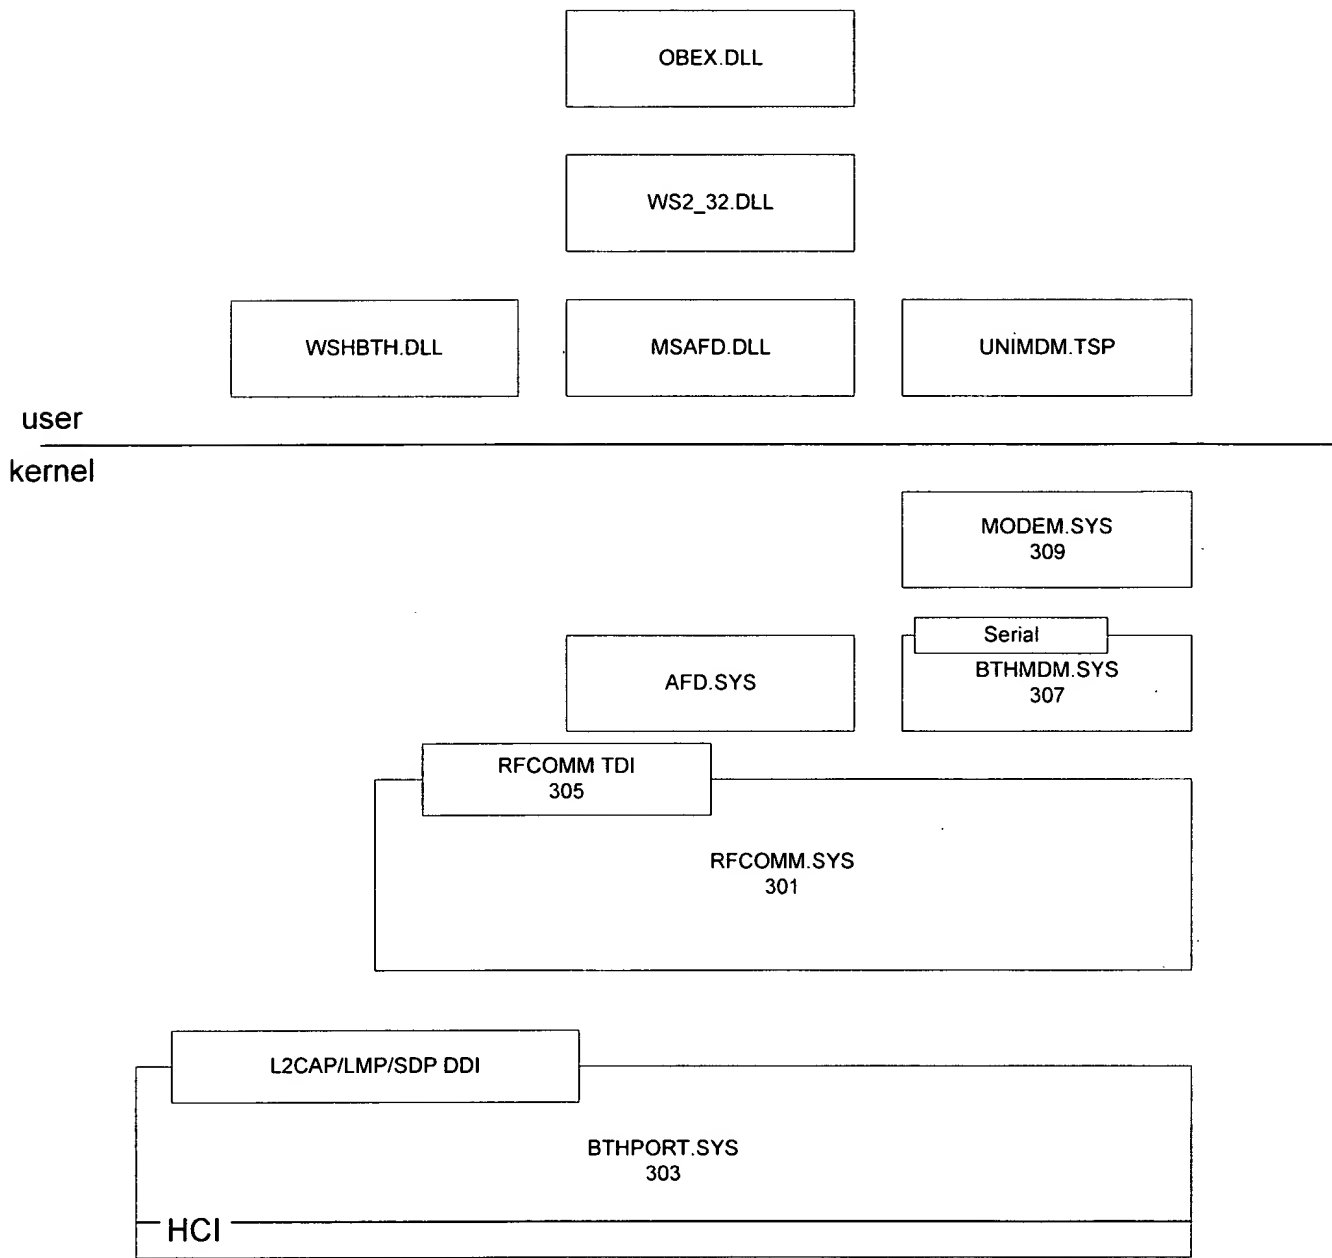 OBEX.DLL
WS2_32.DLL
WSHBTH.DLL
MSAFD.DLL
UNIMDM.TSP
user
kernel
MODEM.SYS
309
Serial
AFD.SYS
BTHMDM.SYS
307
RFCOMM TDI
305
RFCOMM.SYS
301
L2CAP/LMP/SDP DDI
BTHPORT.SYS
303
HCI